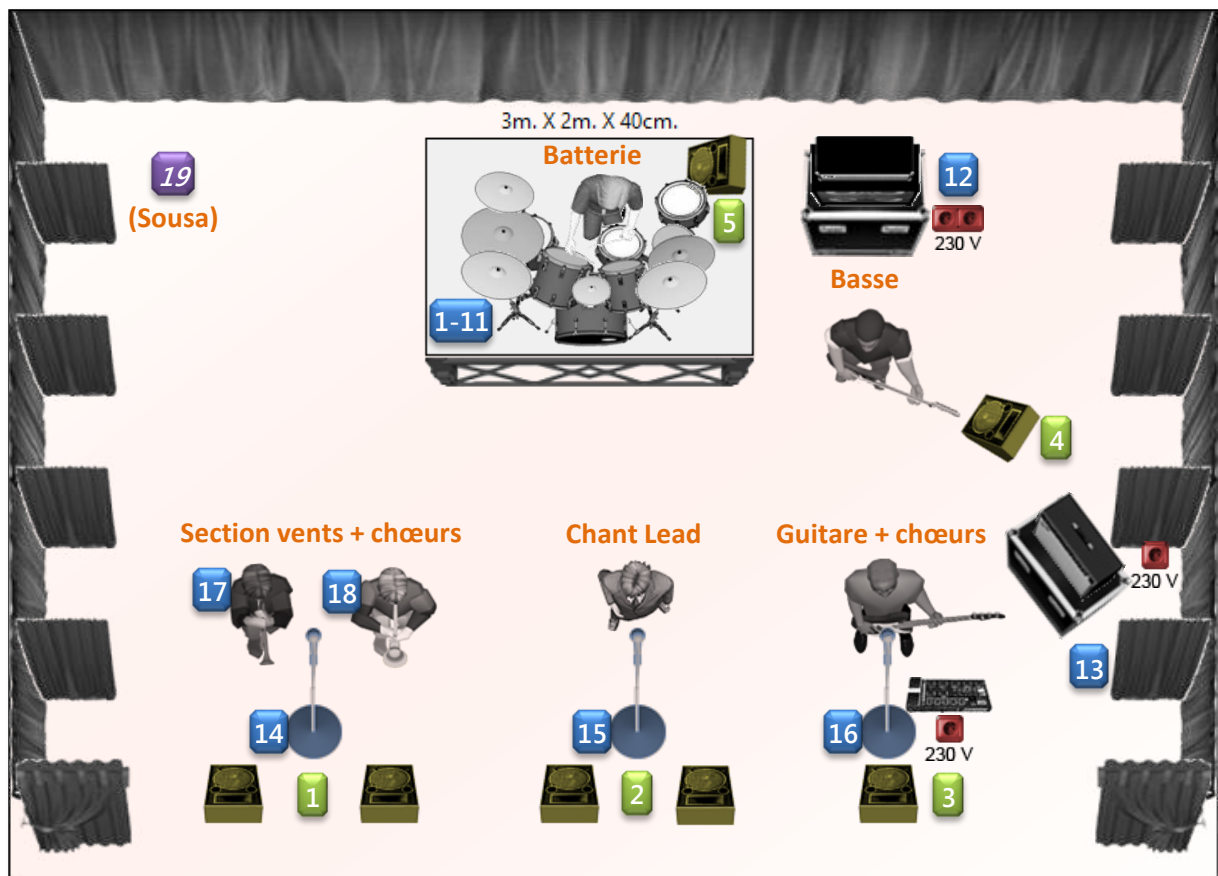 3m. X 2m. X 40cm.
Batterie
19
(Sousa)
5
12
230 V
Basse
1-11
4
Section vents + chœurs
Chant Lead
Guitare + chœurs
17
18
230 V
13
14
15
16
230 V
1
2
3